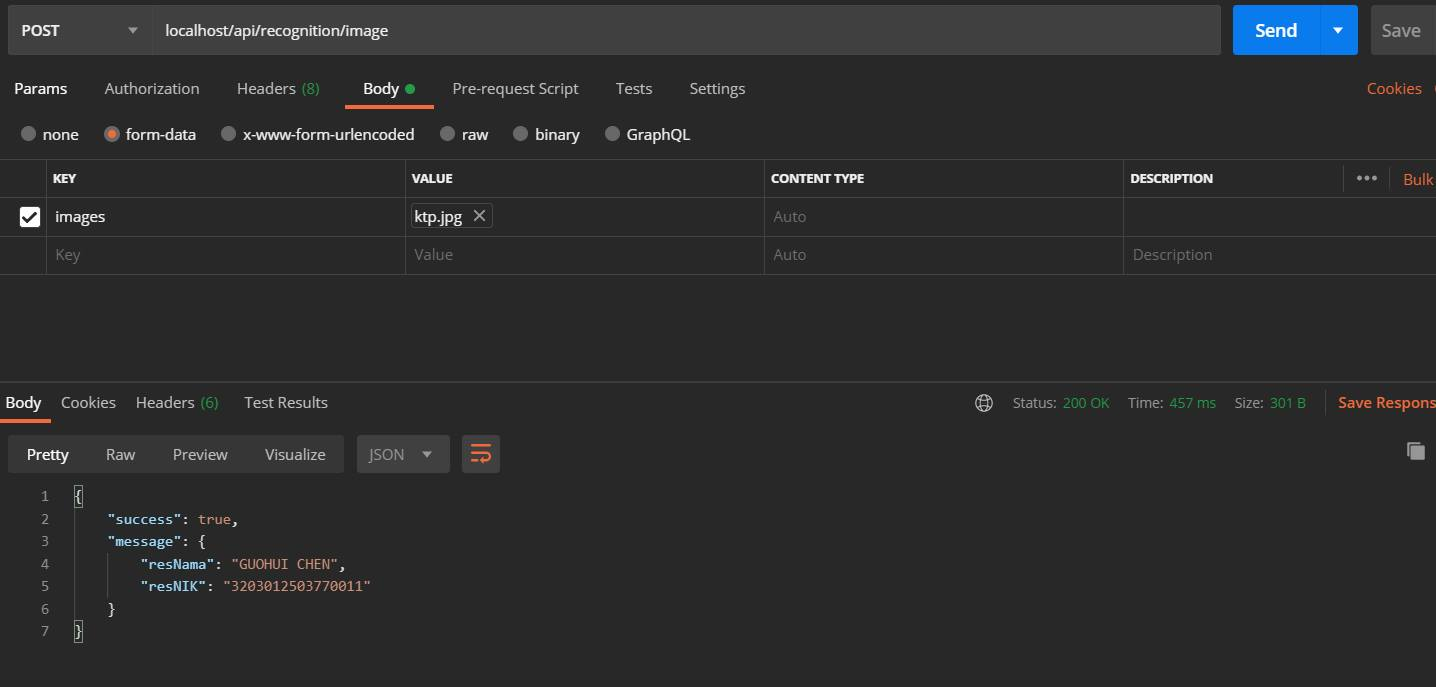 POST localhost/api/recognition/image Send Save
Params Authorization Headers (8) Body Pre-request Script Tests Settings Cookies
none form-data x-www-form-urlencoded raw binary GraphQL
KEY VALUE CONTENT TYPE DESCRIPTION ••• Bulk
images ktp.jpg Auto
Key Value Auto Description
Body Cookies Headers (6) Test Results Status: 200 OK Time: 457 ms Size: 301 B Save Respons
Pretty Raw Preview Visualize JSON
1 {
2 "success": true,
3 "message": {
4 "resNama": "GUOHUI CHEN",
5 "resNIK": "3203012503770011"
6 }
7 }